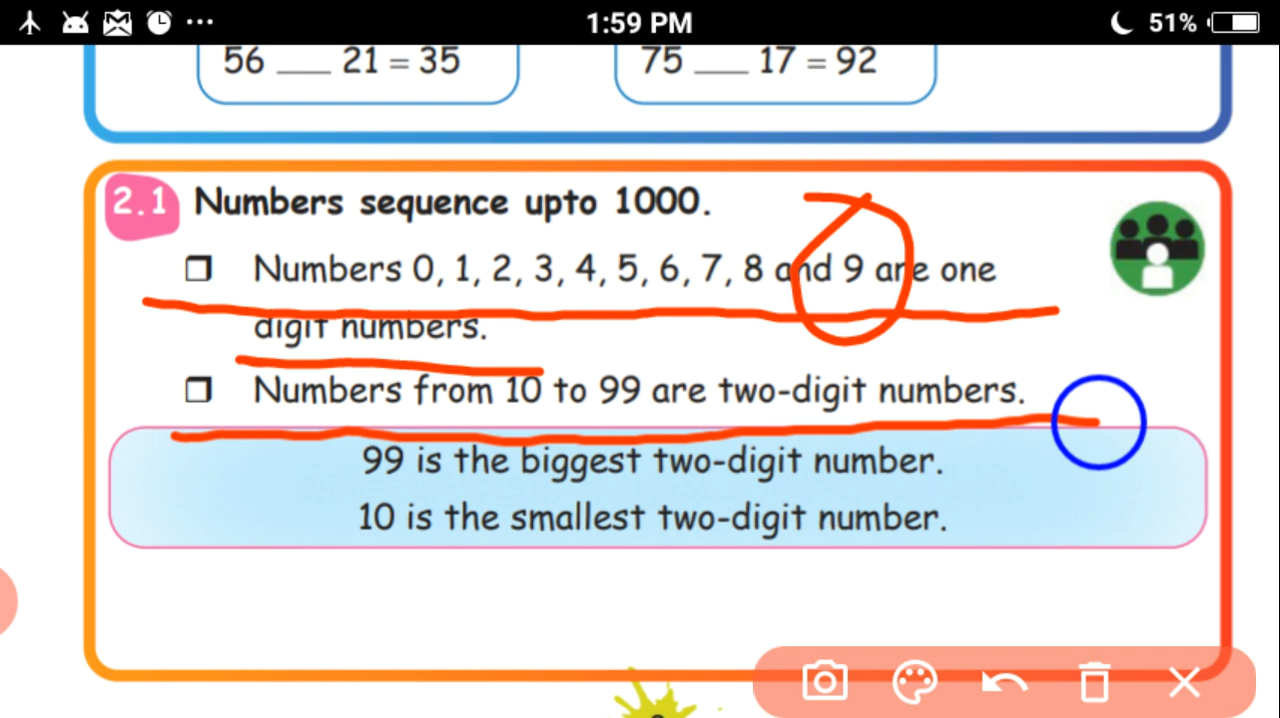 1:59 PM
51%
56 ___ 21 = 35
75 ___ 17 = 92
2.1 Numbers sequence upto 1000.
❐ Numbers 0, 1, 2, 3, 4, 5, 6, 7, 8 and 9 are one
digit numbers.
❐ Numbers from 10 to 99 are two-digit numbers.
99 is the biggest two-digit number.
10 is the smallest two-digit number.